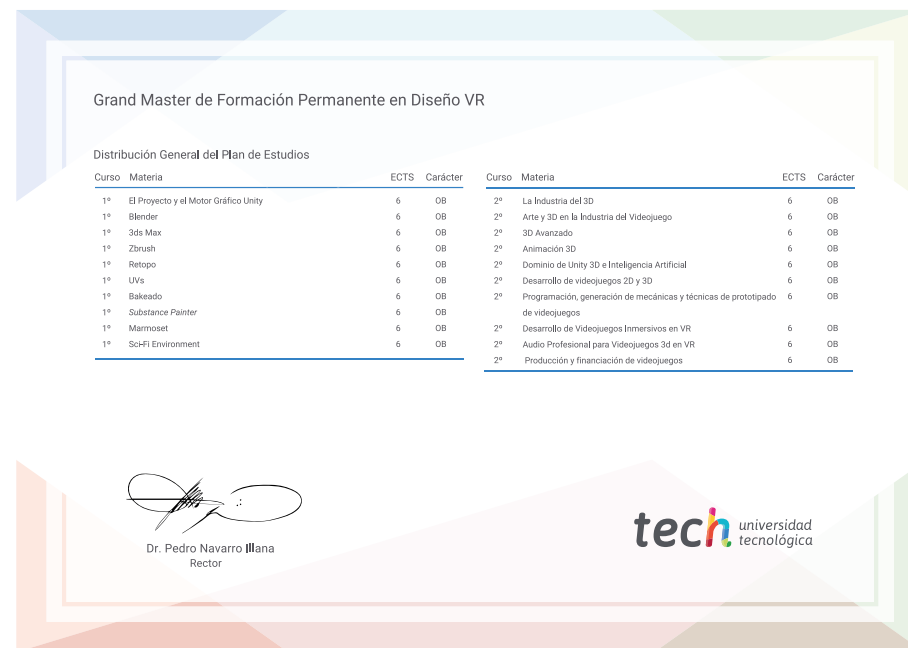 Grand Master de Formación Permanente en Diseño VR
Distribución General del Plan de Estudios
Curso Materia ECTS Carácter
1º El Proyecto y el Motor Gráfico Unity 6 OB
1º Blender 6 OB
1º 3ds Max 6 OB
1º Zbrush 6 OB
1º Retopo 6 OB
1º UVs 6 OB
1º Bakeado 6 OB
1º Substance Painter 6 OB
1º Marmoset 6 OB
1º Sci-Fi Environment 6 OB
Curso Materia ECTS Carácter
2º La Industria del 3D 6 OB
2º Arte y 3D en la Industria del Videojuego 6 OB
2º 3D Avanzado 6 OB
2º Animación 3D 6 OB
2º Dominio de Unity 3D e Inteligencia Artificial 6 OB
2º Desarrollo de videojuegos 2D y 3D 6 OB
2º Programación, generación de mecánicas y técnicas de prototipado 6 OB
de videojuegos
2º Desarrollo de Videojuegos Inmersivos en VR 6 OB
2º Audio Profesional para Videojuegos 3d en VR 6 OB
2º Producción y financiación de videojuegos 6 OB
Dr. Pedro Navarro Illana
Rector
tech universidad
tecnológica